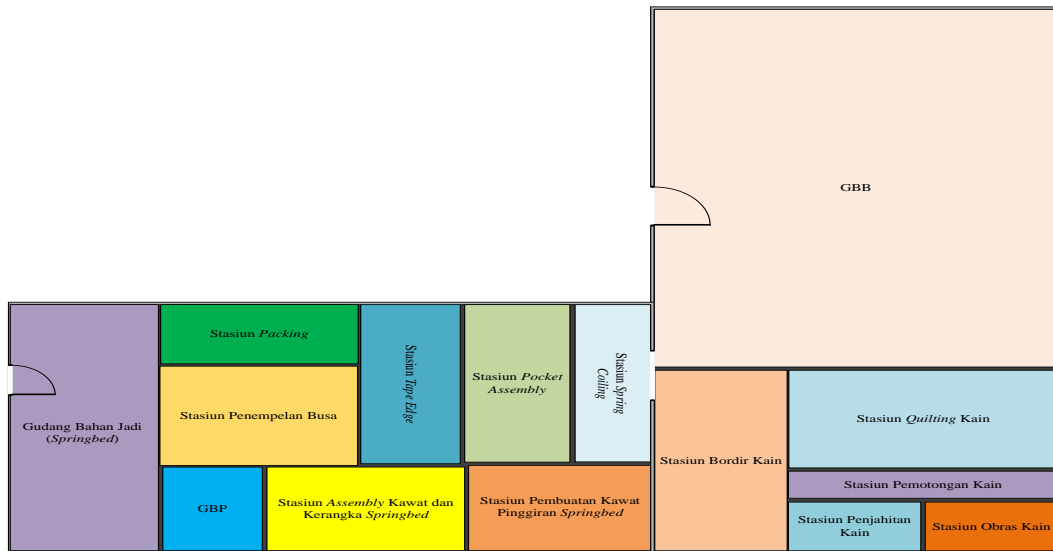 GBB
Stasiun Packing
Stasiun Tape Edge
Stasiun Pocket
Assembly
Stasiun Spring
Coiling
Stasiun Penempelan Busa
Gudang Bahan Jadi
(Springbed)
Stasiun Bordir Kain
Stasiun Quilting Kain
Stasiun Pemotongan Kain
GBP
Stasiun Assembly Kawat dan
Kerangka Springbed
Stasiun Pembuatan Kawat
Pinggiran Springbed
Stasiun Penjahitan
Kain
Stasiun Obras Kain